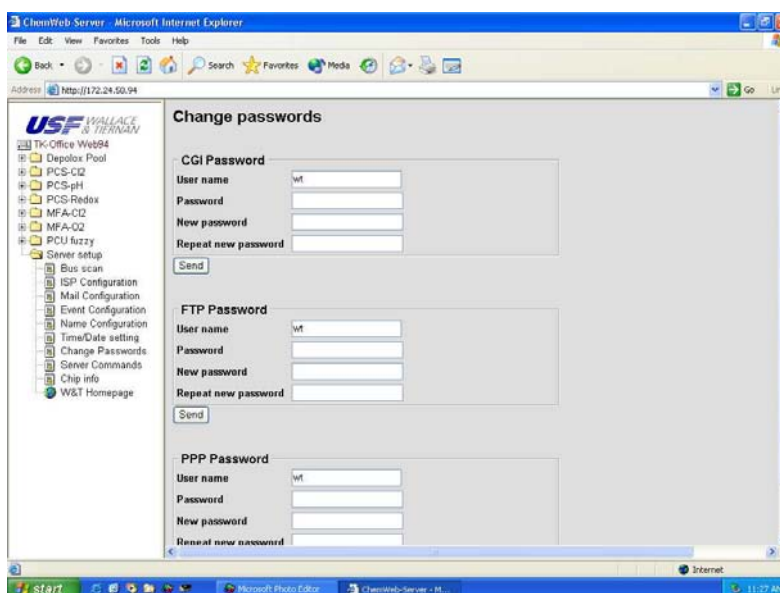 ChemWeb-Server - Microsoft Internet Explorer
File Edit View Favorites Tools Help
Back Search Favorites Media
Address http://172.24.50.94 Go
USF WALLACE & TIERNAN
TK-Office Web94
Depolox Pool
PCS-Cl2
PCS-pH
PCS-Redox
MFA-Cl2
MFA-O2
PCU fuzzy
Server setup
Bus scan
ISP Configuration
Mail Configuration
Event Configuration
Name Configuration
Time/Date setting
Change Passwords
Server Commands
Chip info
W&T Homepage
Change passwords
CGI Password
User name wt
Password
New password
Repeat new password
Send
FTP Password
User name wt
Password
New password
Repeat new password
Send
PPP Password
User name wt
Password
New password
Repeat new password
Internet
start Microsoft Photo Editor ChemWeb-Server - M... 11:27 AM